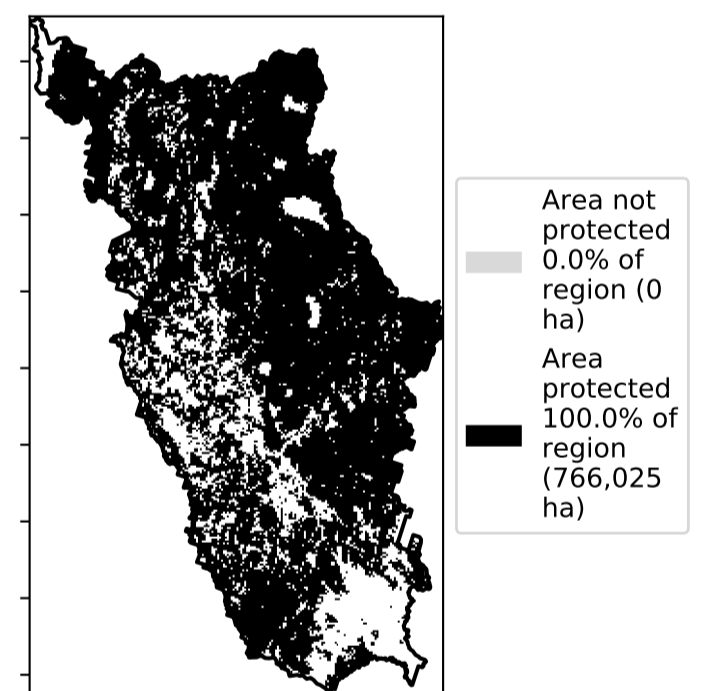 Area not
protected
0.0% of
region (0
ha)
Area
protected
100.0% of
region
(766,025
ha)